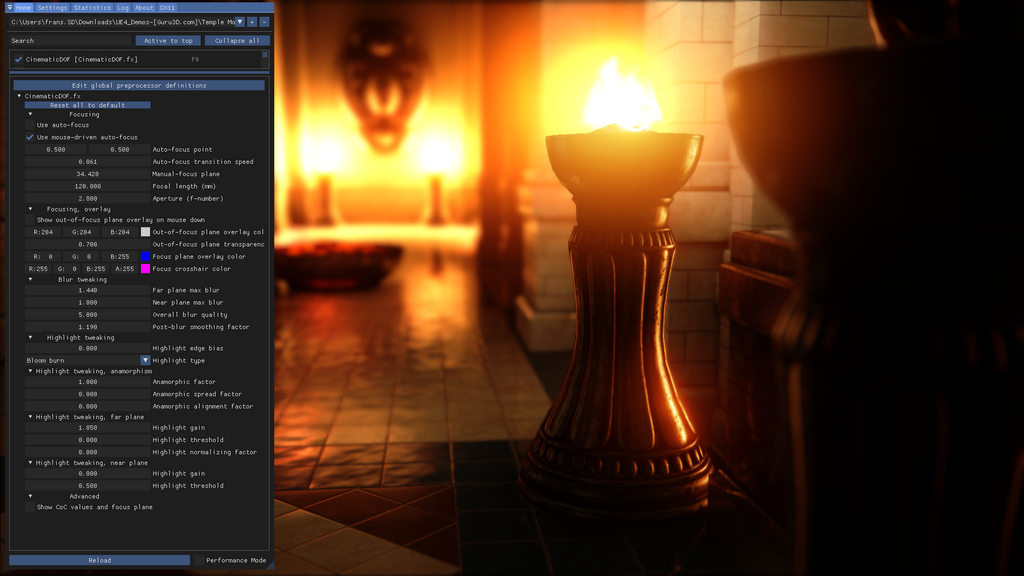 Home Settings Statistics Log About DX11
C:\Users\frans.SD\Downloads\UE4_Demos-[Guru3D.com]\Temple Mo + -
Search Active to top Collapse all
CinematicDOF [CinematicDOF.fx] F8
Edit global preprocessor definitions
CinematicDOF.fx
Reset all to default
Focusing
Use auto-focus
Use mouse-driven auto-focus
0.500 0.500 Auto-focus point
0.061 Auto-focus transition speed
34.420 Manual-focus plane
120.000 Focal length (mm)
2.800 Aperture (f-number)
Focusing, overlay
Show out-of-focus plane overlay on mouse down
R:204 G:204 B:204 Out-of-focus plane overlay col
0.700 Out-of-focus plane transparenc
R: 0 G: 0 B:255 Focus plane overlay color
R:255 G: 0 B:255 A:255 Focus crosshair color
Blur tweaking
1.440 Far plane max blur
1.000 Near plane max blur
5.000 Overall blur quality
1.190 Post-blur smoothing factor
Highlight tweaking
0.000 Highlight edge bias
Bloom burn Highlight type
Highlight tweaking, anamorphism
1.000 Anamorphic factor
0.000 Anamorphic spread factor
0.000 Anamorphic alignment factor
Highlight tweaking, far plane
1.850 Highlight gain
0.000 Highlight threshold
0.000 Highlight normalizing factor
Highlight tweaking, near plane
0.000 Highlight gain
0.500 Highlight threshold
Advanced
Show CoC values and focus plane
Reload Performance Mode